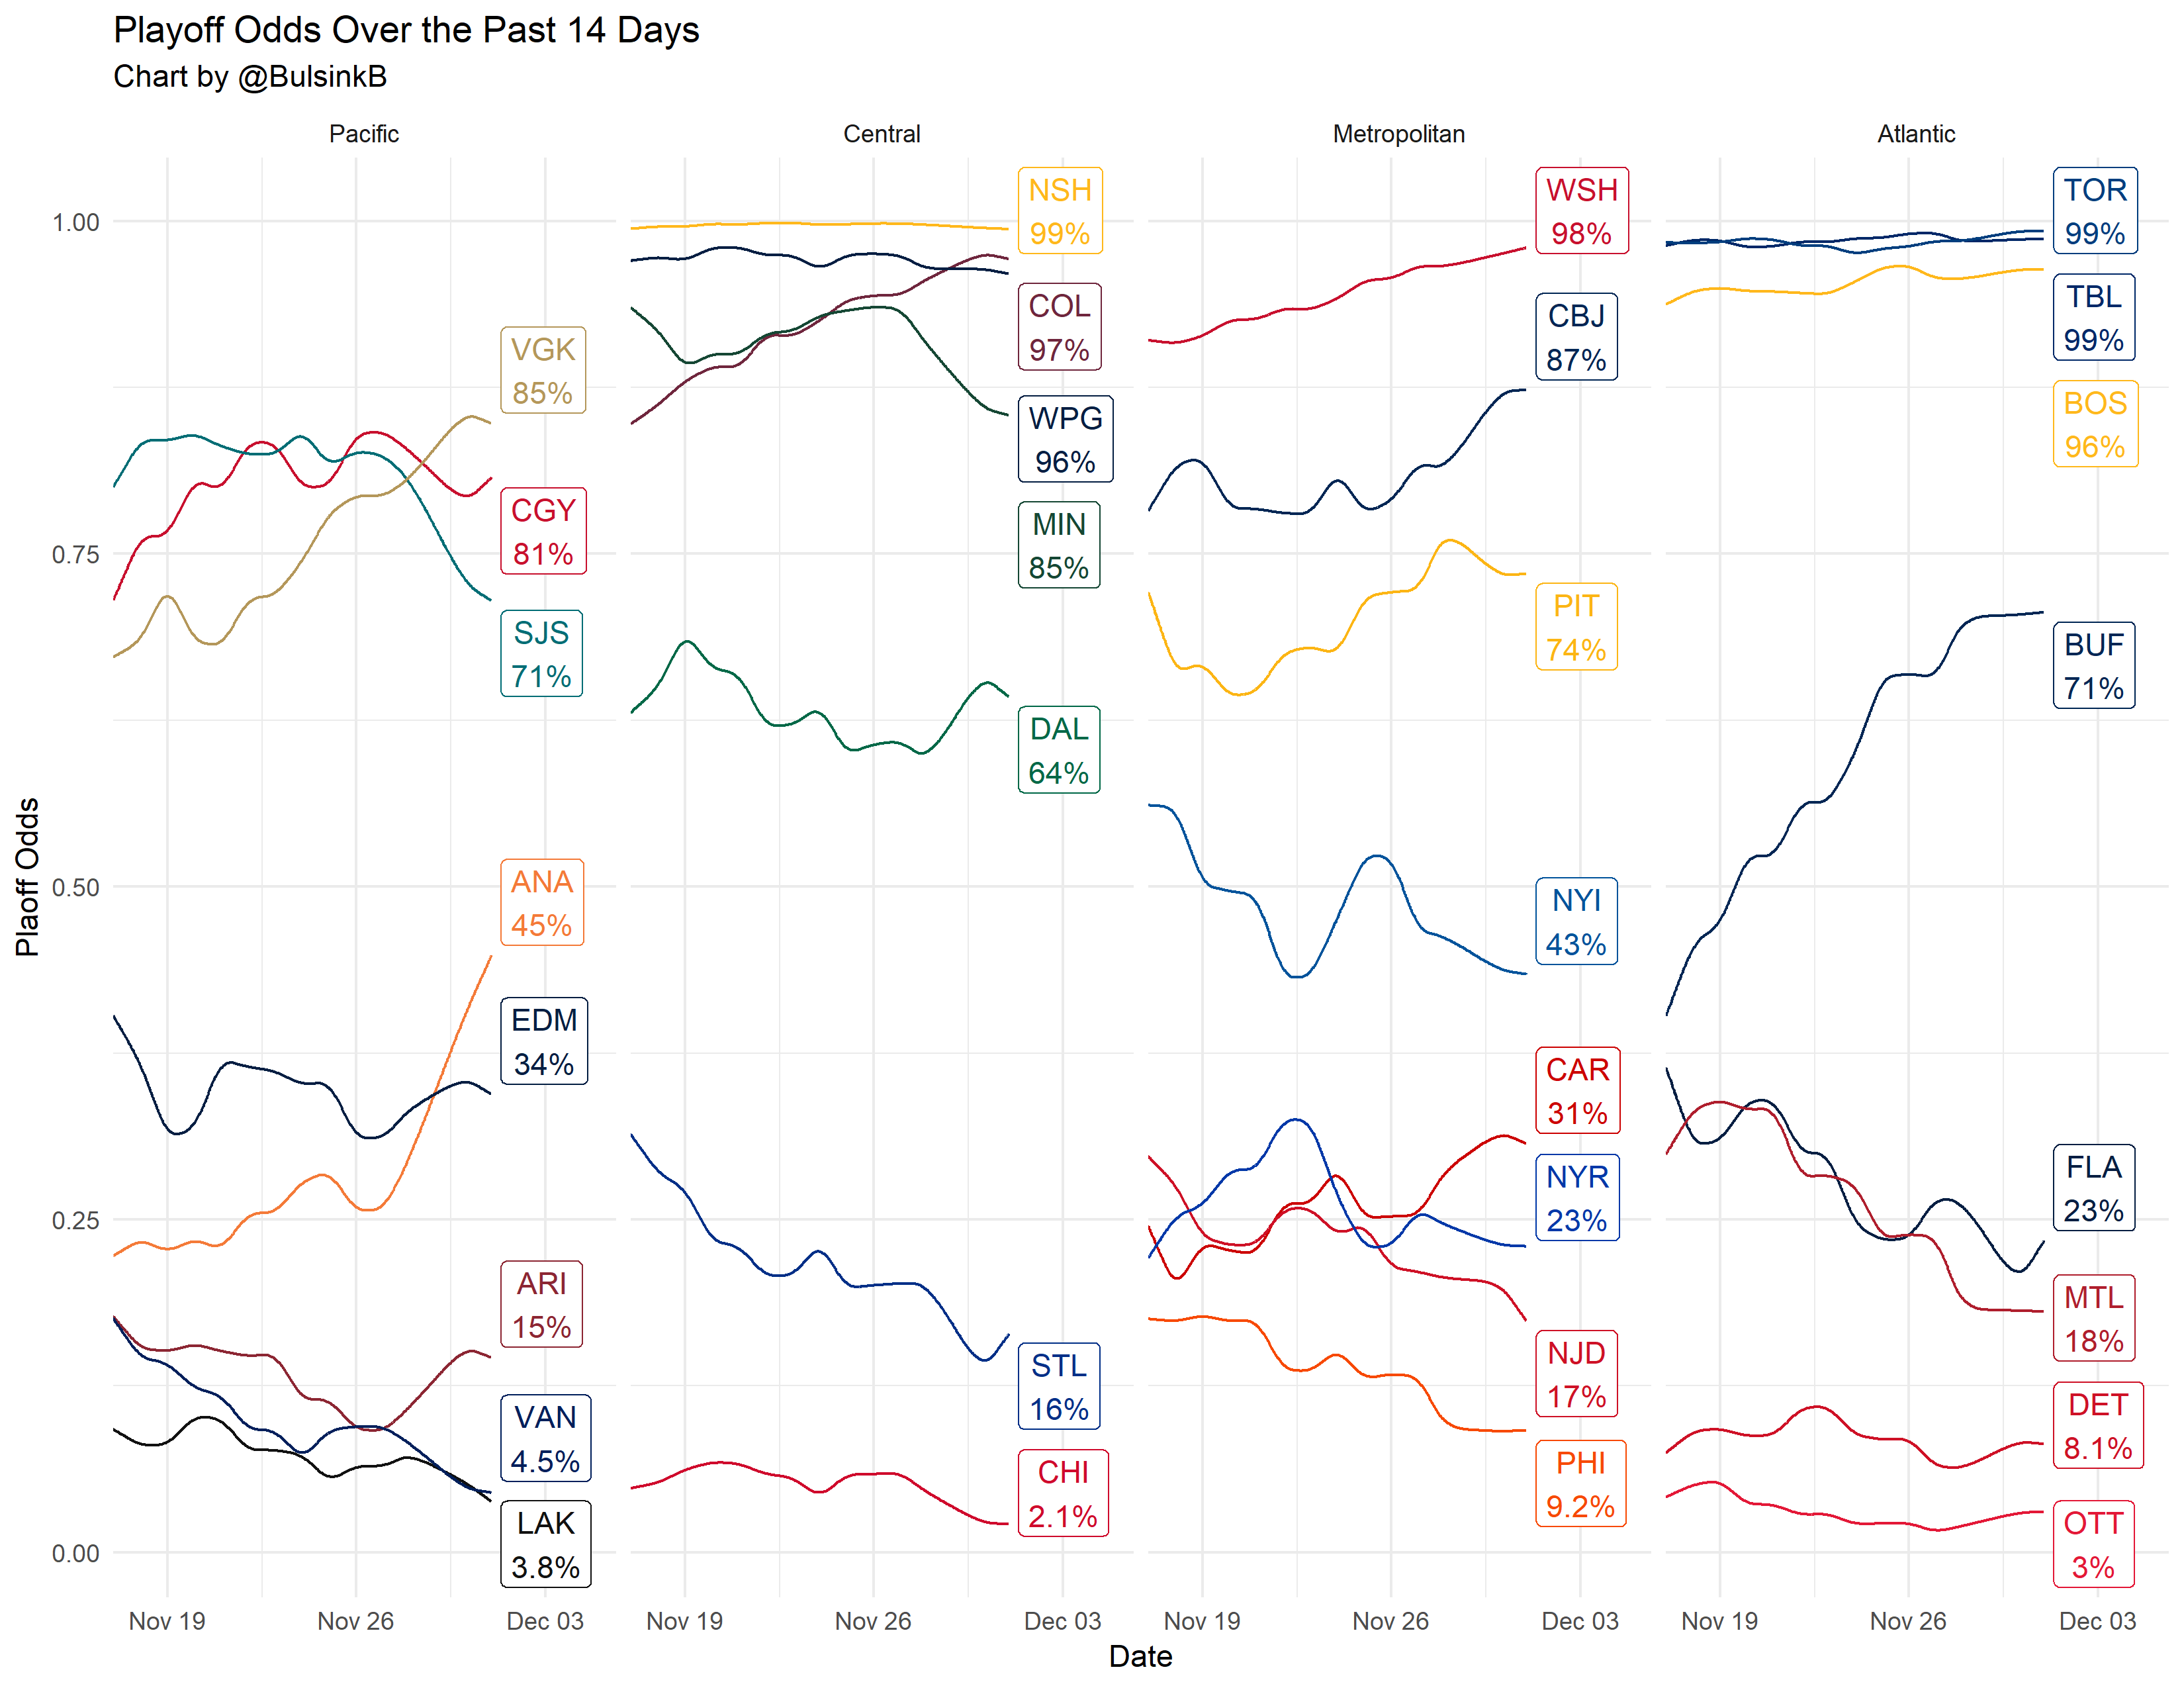 Playoff Odds Over the Past 14 Days
Chart by @BulsinkB
Pacific
Central
Metropolitan
Atlantic
Plaoff Odds
1.00
0.75
0.50
0.25
0.00
VGK
85%
CGY
81%
SJS
71%
ANA
45%
EDM
34%
ARI
15%
VAN
4.5%
LAK
3.8%
NSH
99%
COL
97%
WPG
96%
MIN
85%
DAL
64%
STL
16%
CHI
2.1%
WSH
98%
CBJ
87%
PIT
74%
NYI
43%
CAR
31%
NYR
23%
NJD
17%
PHI
9.2%
TOR
99%
TBL
99%
BOS
96%
BUF
71%
FLA
23%
MTL
18%
DET
8.1%
OTT
3%
Nov 19 Nov 26 Dec 03
Nov 19 Nov 26 Dec 03
Nov 19 Nov 26 Dec 03
Nov 19 Nov 26 Dec 03
Date